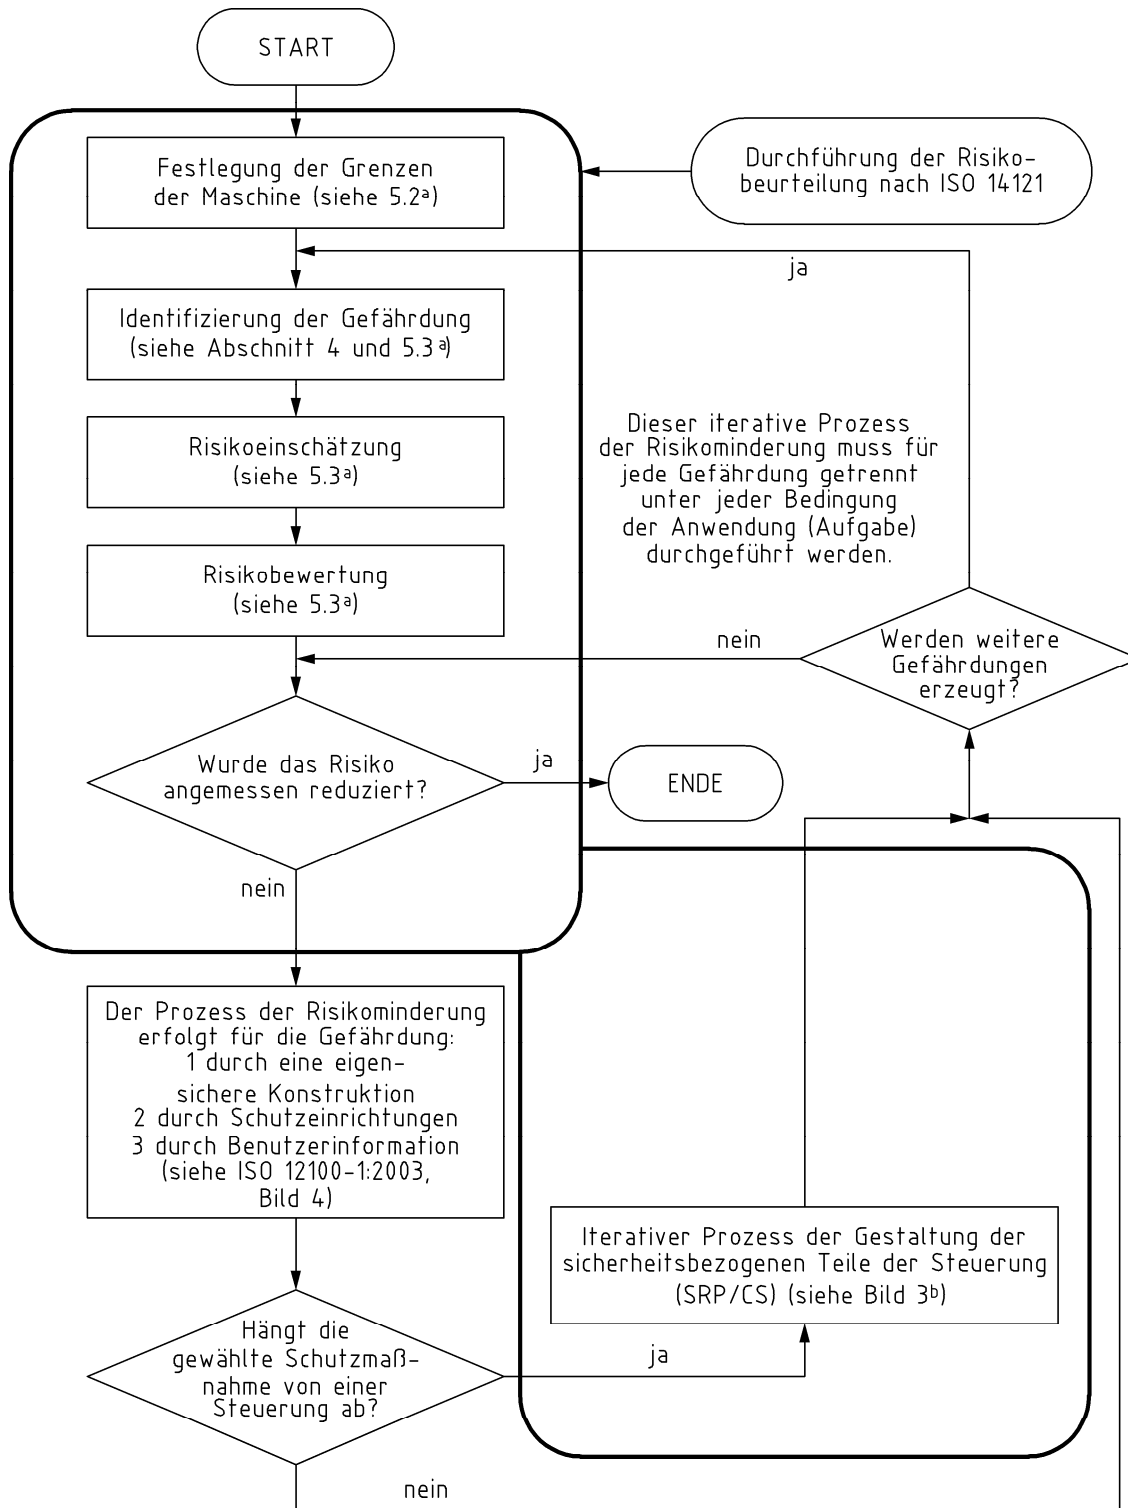 START
Festlegung der Grenzen
der Maschine (siehe 5.2ᵃ)
Durchführung der Risiko-
beurteilung nach ISO 14121
ja
Identifizierung der Gefährdung
(siehe Abschnitt 4 und 5.3ᵃ)
Risikoeinschätzung
(siehe 5.3ᵃ)
Dieser iterative Prozess
der Risikominderung muss für
jede Gefährdung getrennt
unter jeder Bedingung
der Anwendung (Aufgabe)
durchgeführt werden.
Risikobewertung
(siehe 5.3ᵃ)
nein
Werden weitere
Gefährdungen
erzeugt?
Wurde das Risiko
angemessen reduziert?
ja
ENDE
nein
Der Prozess der Risikominderung
erfolgt für die Gefährdung:
1 durch eine eigen-
sichere Konstruktion
2 durch Schutzeinrichtungen
3 durch Benutzerinformation
(siehe ISO 12100-1:2003,
Bild 4)
Iterativer Prozess der Gestaltung der
sicherheitsbezogenen Teile der Steuerung
(SRP/CS) (siehe Bild 3ᵇ)
Hängt die
gewählte Schutzmaß-
nahme von einer
Steuerung ab?
ja
nein